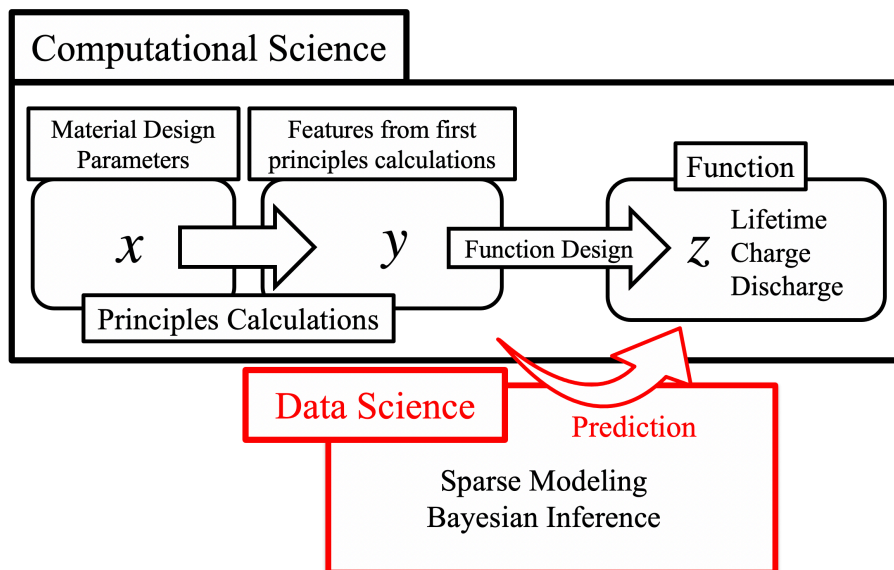 Computational Science
Material Design
Parameters
Features from first
principles calculations
Function
x
y
Function Design
z
Lifetime
Charge
Discharge
Principles Calculations
Data Science
Prediction
Sparse Modeling
Bayesian Inference